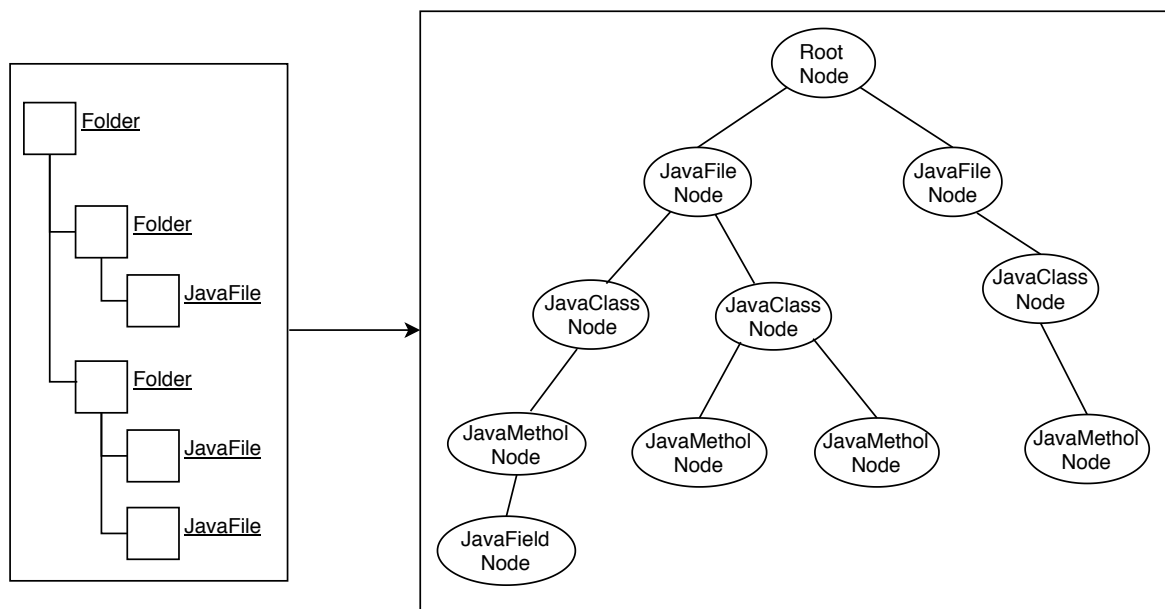 Folder
Folder
JavaFile
Folder
JavaFile
JavaFile
Root
Node
JavaFile
Node
JavaFile
Node
JavaClass
Node
JavaClass
Node
JavaClass
Node
JavaMethol
Node
JavaMethol
Node
JavaMethol
Node
JavaMethol
Node
JavaField
Node